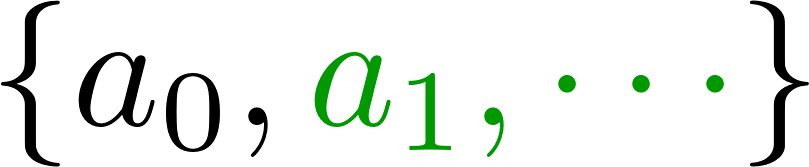 {a₀, a₁, ⋯}